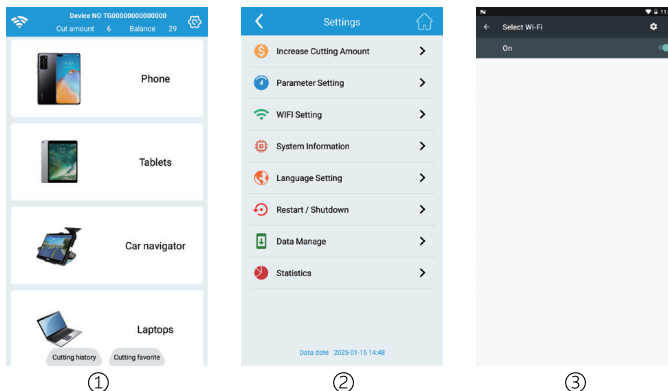 Device NO TG00000000000000
Cut amount 6 Balance 29
Phone
Tablets
Car navigator
Laptops
Cutting history Cutting favorite
①
Settings
Increase Cutting Amount
Parameter Setting
WIFI Setting
System Information
Language Setting
Restart / Shutdown
Data Manage
Statistics
Data date 2025-01-15 14:48
②
Select Wi-Fi
On
③